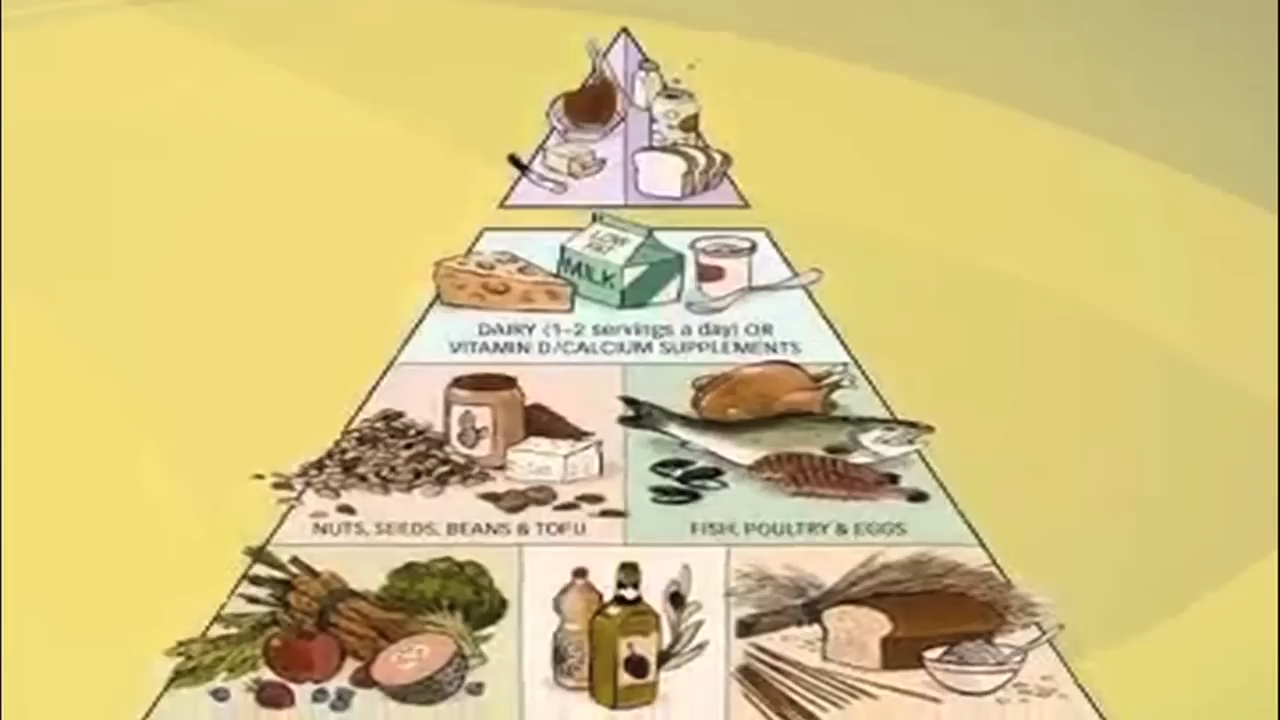 LOW
FAT
MILK
DAIRY (1-2 servings a day) OR
VITAMIN D/CALCIUM SUPPLEMENTS
NUTS, SEEDS, BEANS & TOFU
FISH, POULTRY & EGGS